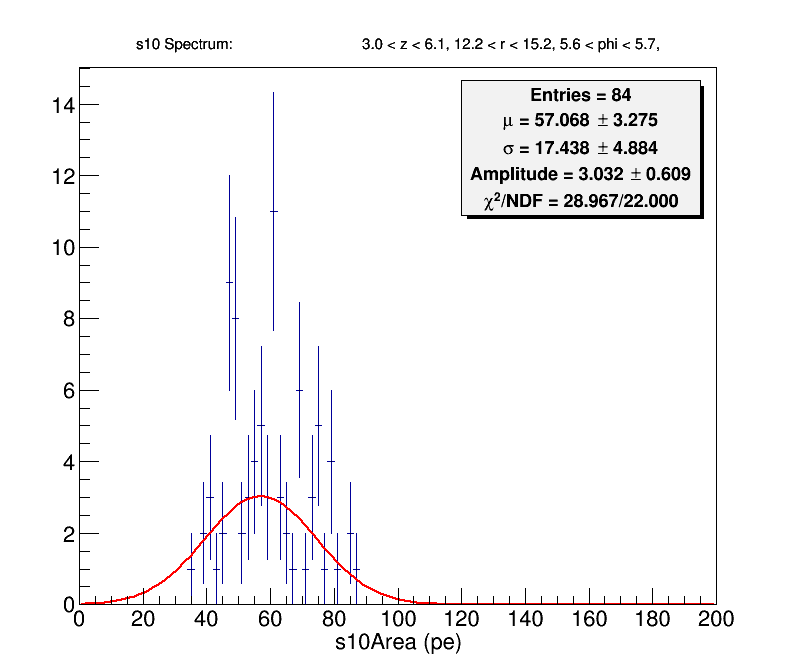 s10 Spectrum: 3.0 < z < 6.1, 12.2 < r < 15.2, 5.6 < phi < 5.7,
Entries = 84
μ = 57.068 ± 3.275
σ = 17.438 ± 4.884
Amplitude = 3.032 ± 0.609
χ²/NDF = 28.967/22.000
14
12
10
8
6
4
2
0
0 20 40 60 80 100 120 140 160 180 200
s10Area (pe)